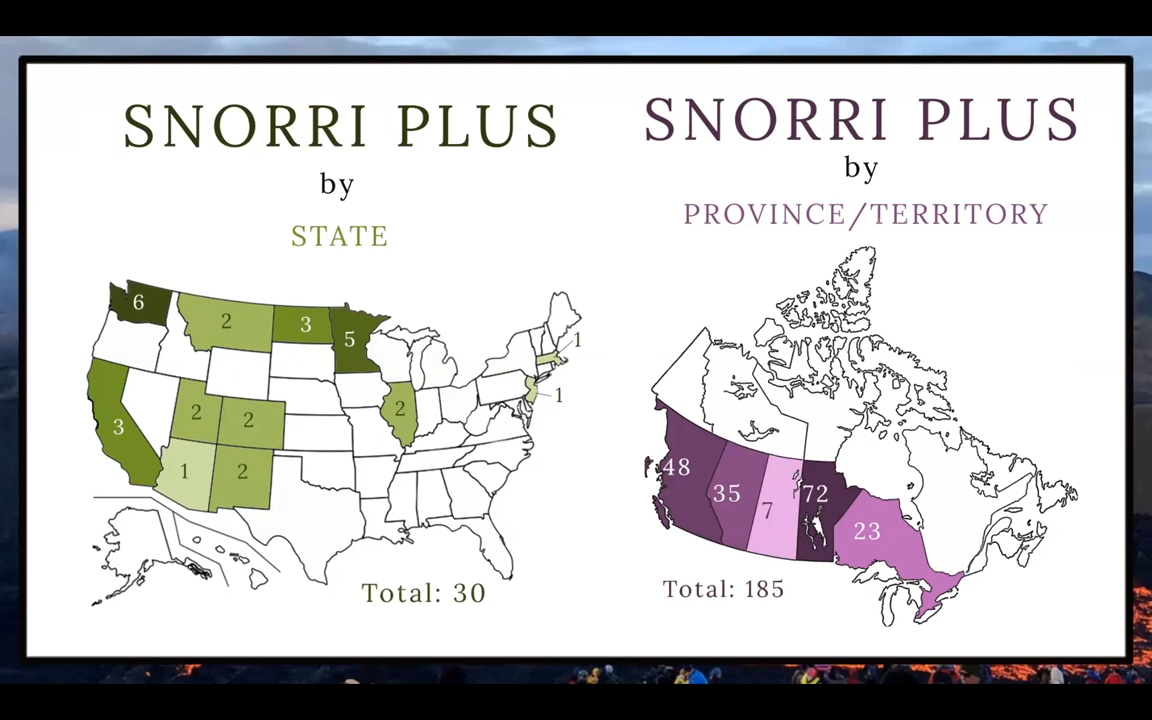 SNORRI PLUS
by
STATE
6
2
3
5
3
2
2
2
1
2
1
1
Total: 30
SNORRI PLUS
by
PROVINCE/TERRITORY
48
35
7
72
23
Total: 185